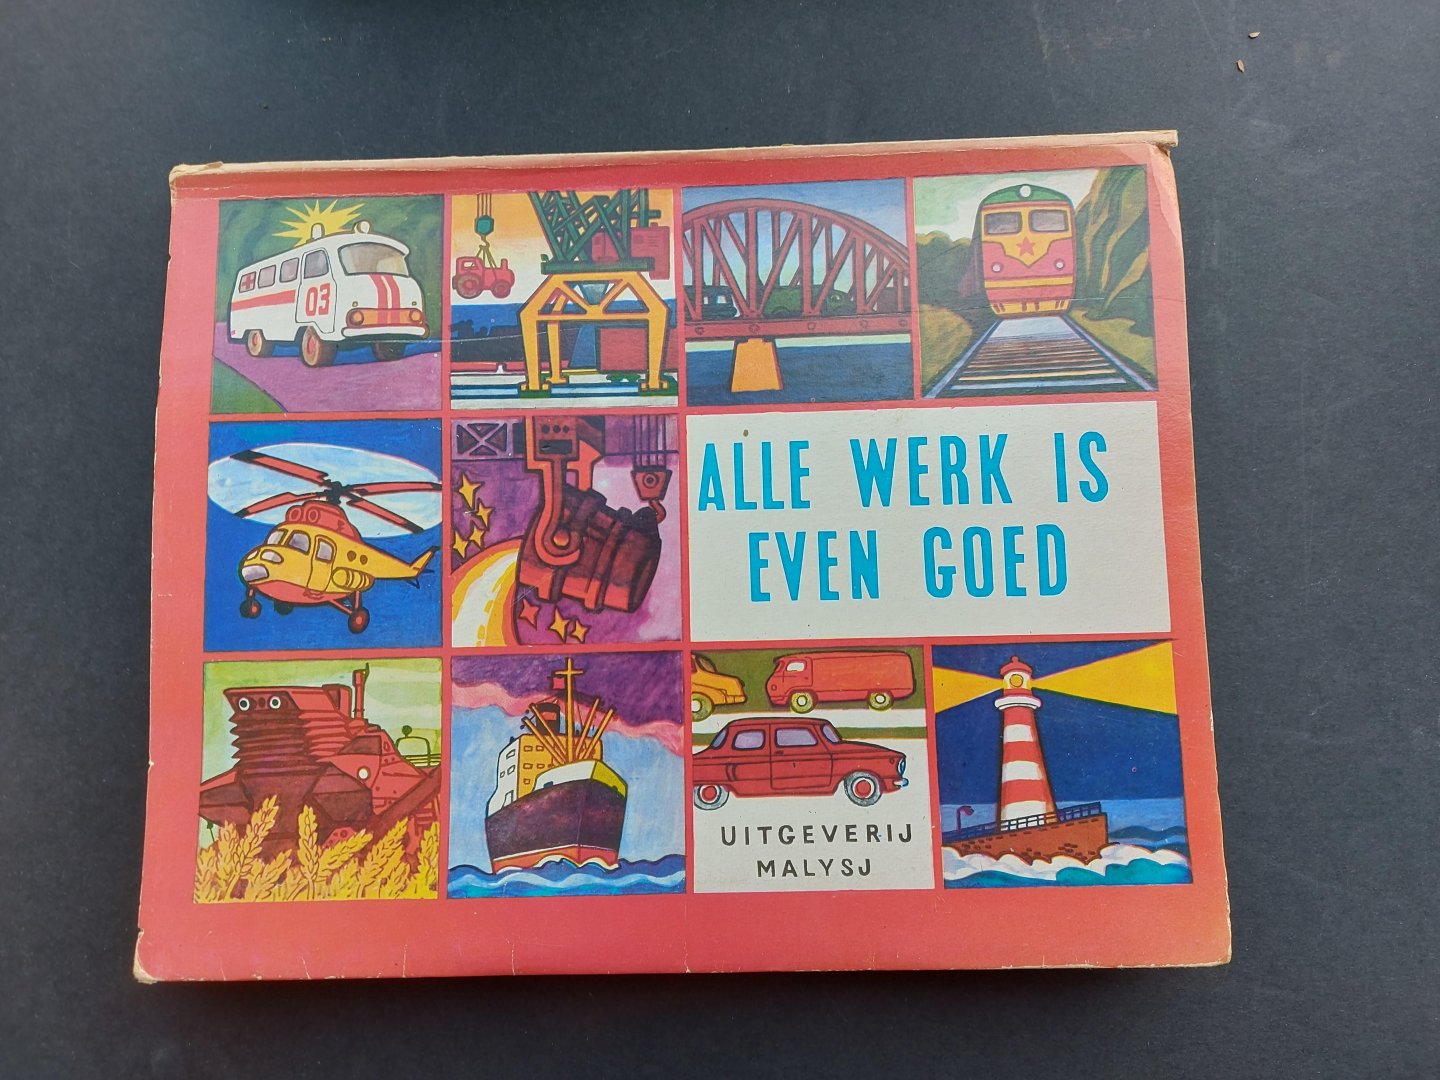 03
ALLE WERK IS
EVEN GOED
UITGEVERIJ
MALYSJ